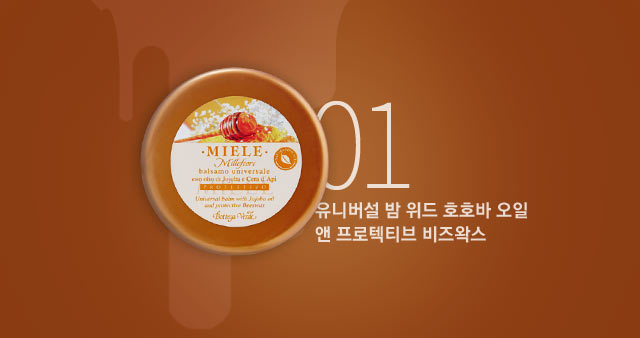 01
·MIELE·
Millefiori
balsamo universale
con olio di Jojoba e Cera d'Api
PROTETTIVO
Universal balm with Jojoba oil
and protective Beeswax
Bottega Verde
유니버설 밤 위드 호호바 오일
앤 프로텍티브 비즈왁스